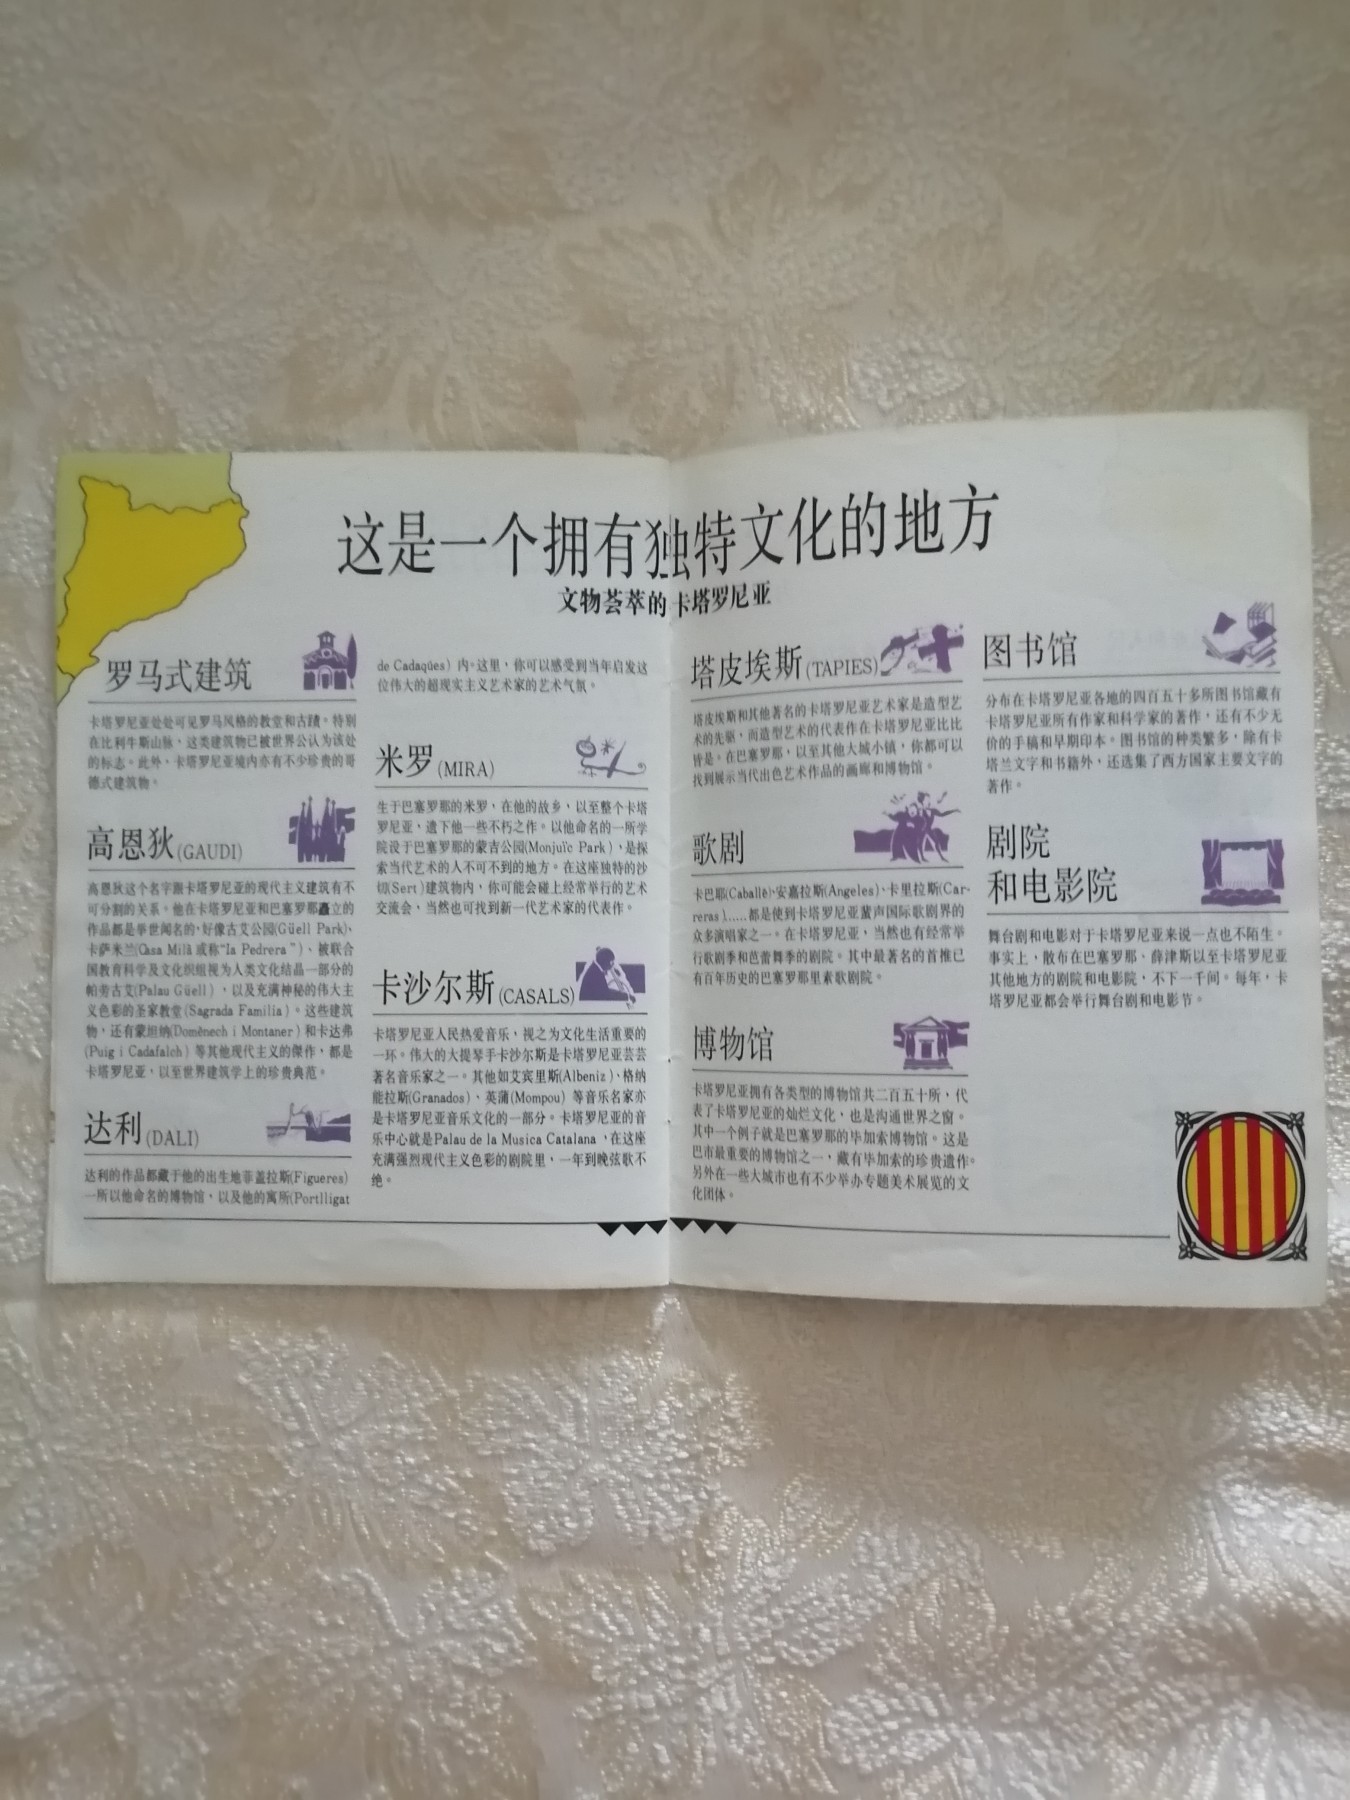 这是一个拥有独特文化的地方
文物荟萃的卡塔罗尼亚
罗马式建筑
卡塔罗尼亚处处可见罗马风格的教堂和古蹟。特别
在比利牛斯山脉，这类建筑物已被世界公认为该处
的标志。此外，卡塔罗尼亚境内亦有不少珍贵的哥
德式建筑物。
高恩狄(GAUDI)
高恩狄这个名字跟卡塔罗尼亚的现代主义建筑有不
可分割的关系。他在卡塔罗尼亚和巴塞罗那矗立的
作品都是举世闻名的，好像古艾公园(Güell Park)、
卡萨米兰(Casa Milà 或称“la Pedrera”)、被联合
国教育科学及文化织组视为人类文化结晶一部分的
帕劳古艾(Palau Güell)，以及充满神秘的伟大主
义色彩的圣家教堂(Sagrada Familia)。这些建筑
物，还有蒙坦纳(Domènech i Montaner)和卡达弗
(Puig i Cadafalch)等其他现代主义的傑作，都是
卡塔罗尼亚，以至世界建筑学上的珍贵典范。
达利(DALI)
达利的作品都藏于他的出生地菲盖拉斯(Figueres)
一所以他命名的博物馆，以及他的寓所(Portlligat
de Cadaqües)内。这里，你可以感受到当年启发这
位伟大的超现实主义艺术家的艺术气氛。
米罗(MIRA)
生于巴塞罗那的米罗，在他的故乡，以至整个卡塔
罗尼亚，遗下他一些不朽之作。以他命名的一所学
院设于巴塞罗那的蒙吉公园(Monjuïc Park)，是探
索当代艺术的人不可不到的地方。在这座独特的沙
切(Sert)建筑物内，你可能会碰上经常举行的艺术
交流会，当然也可找到新一代艺术家的代表作。
卡沙尔斯(CASALS)
卡塔罗尼亚人民热爱音乐，视之为文化生活重要的
一环。伟大的大提琴手卡沙尔斯是卡塔罗尼亚芸芸
著名音乐家之一。其他如艾宾里斯(Albeniz)、格纳
能拉斯(Granados)、英蒲(Mompou)等音乐名家亦
是卡塔罗尼亚音乐文化的一部分。卡塔罗尼亚的音
乐中心就是Palau de la Musica Catalana，在这座
充满强烈现代主义色彩的剧院里，一年到晚弦歌不
绝。
塔皮埃斯(TAPIES)
塔皮埃斯和其他著名的卡塔罗尼亚艺术家是造型艺
术的先驱，而造型艺术的代表作在卡塔罗尼亚比比
皆是。在巴塞罗那，以至其他大城小镇，你都可以
找到展示当代出色艺术作品的画廊和博物馆。
歌剧
卡巴耶(Caballè)、安嘉拉斯(Angeles)、卡里拉斯(Car-
reras).....都是使到卡塔罗尼亚蜚声国际歌剧界的
众多演唱家之一。在卡塔罗尼亚，当然也有经常举
行歌剧季和芭蕾舞季的剧院。其中最著名的首推已
有百年历史的巴塞罗那里素歌剧院。
博物馆
卡塔罗尼亚拥有各类型的博物馆共二百五十所，代
表了卡塔罗尼亚的灿烂文化，也是沟通世界之窗。
其中一个例子就是巴塞罗那的毕加索博物馆。这是
巴市最重要的博物馆之一，藏有毕加索的珍贵遗作。
另外在一些大城市也有不少举办专题美术展览的文
化团体。
图书馆
分布在卡塔罗尼亚各地的四百五十多所图书馆藏有
卡塔罗尼亚所有作家和科学家的著作，还有不少无
价的手稿和早期印本。图书馆的种类繁多，除有卡
塔兰文字和书籍外，还选集了西方国家主要文字的
著作。
剧院
和电影院
舞台剧和电影对于卡塔罗尼亚来说一点也不陌生。
事实上，散布在巴塞罗那、薛津斯以至卡塔罗尼亚
其他地方的剧院和电影院，不下一千间。每年，卡
塔罗尼亚都会举行舞台剧和电影节。